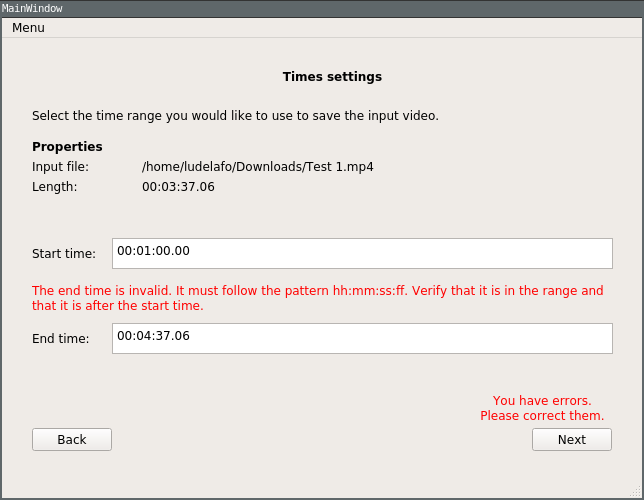 MainWindow
Menu
Times settings
Select the time range you would like to use to save the input video.
Properties
Input file: /home/ludelafo/Downloads/Test 1.mp4
Length: 00:03:37.06
Start time: 00:01:00.00
The end time is invalid. It must follow the pattern hh:mm:ss:ff. Verify that it is in the range and
that it is after the start time.
End time: 00:04:37.06
You have errors.
Please correct them.
Back Next